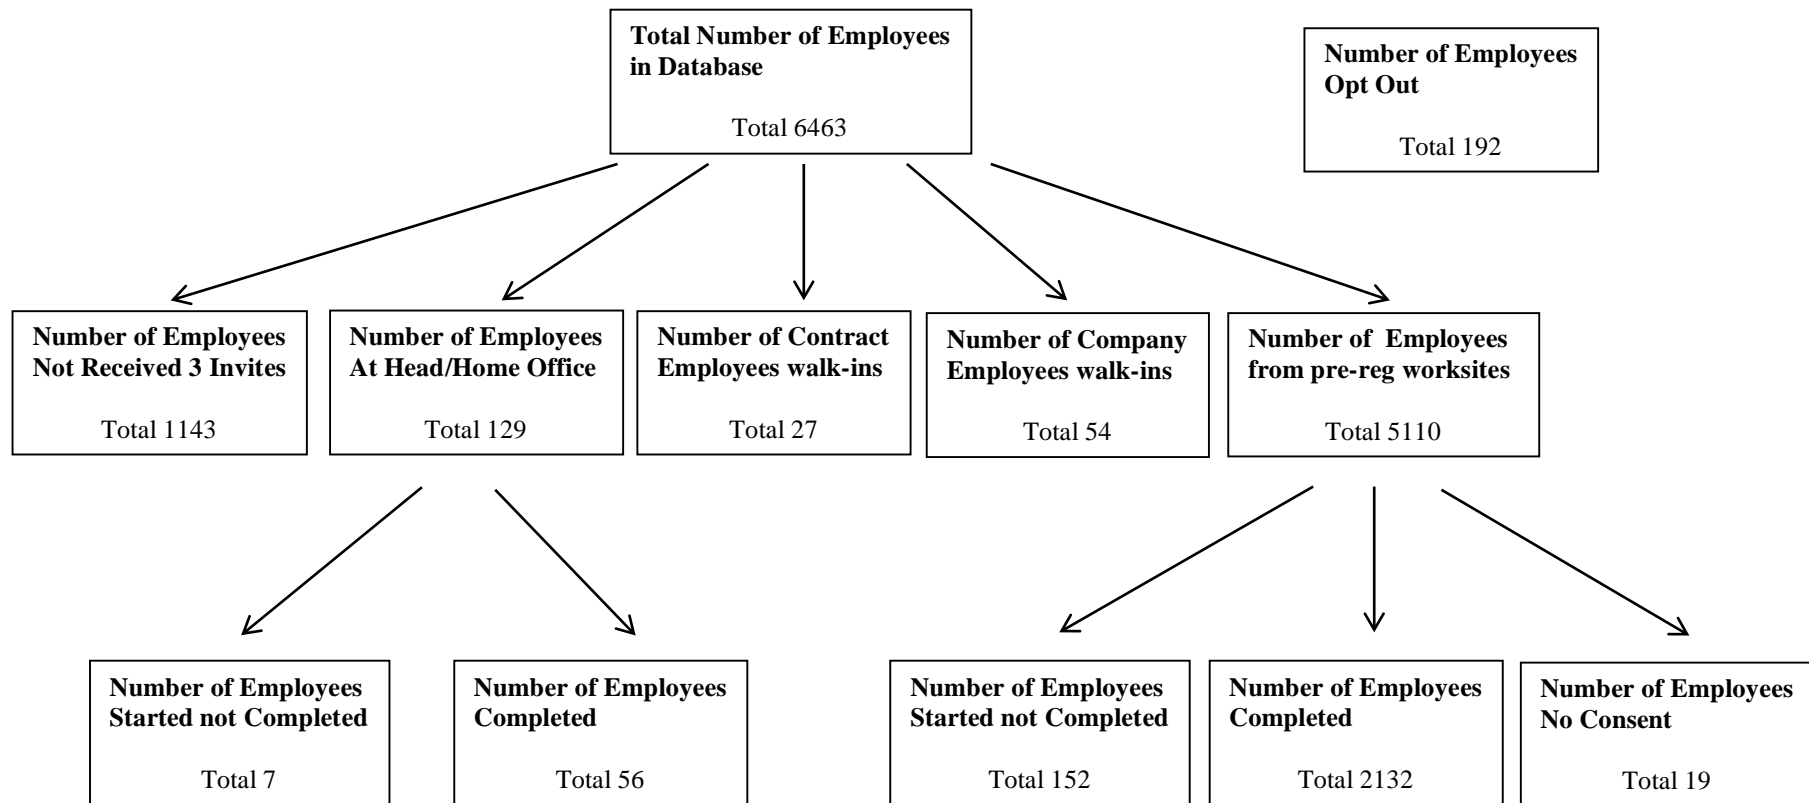 Total Number of Employees
in Database
Total 6463
Number of Employees
Opt Out
Total 192
Number of Employees
Not Received 3 Invites
Total 1143
Number of Employees
At Head/Home Office
Total 129
Number of Contract
Employees walk-ins
Total 27
Number of Company
Employees walk-ins
Total 54
Number of Employees
from pre-reg worksites
Total 5110
Number of Employees
Started not Completed
Total 7
Number of Employees
Completed
Total 56
Number of Employees
Started not Completed
Total 152
Number of Employees
Completed
Total 2132
Number of Employees
No Consent
Total 19